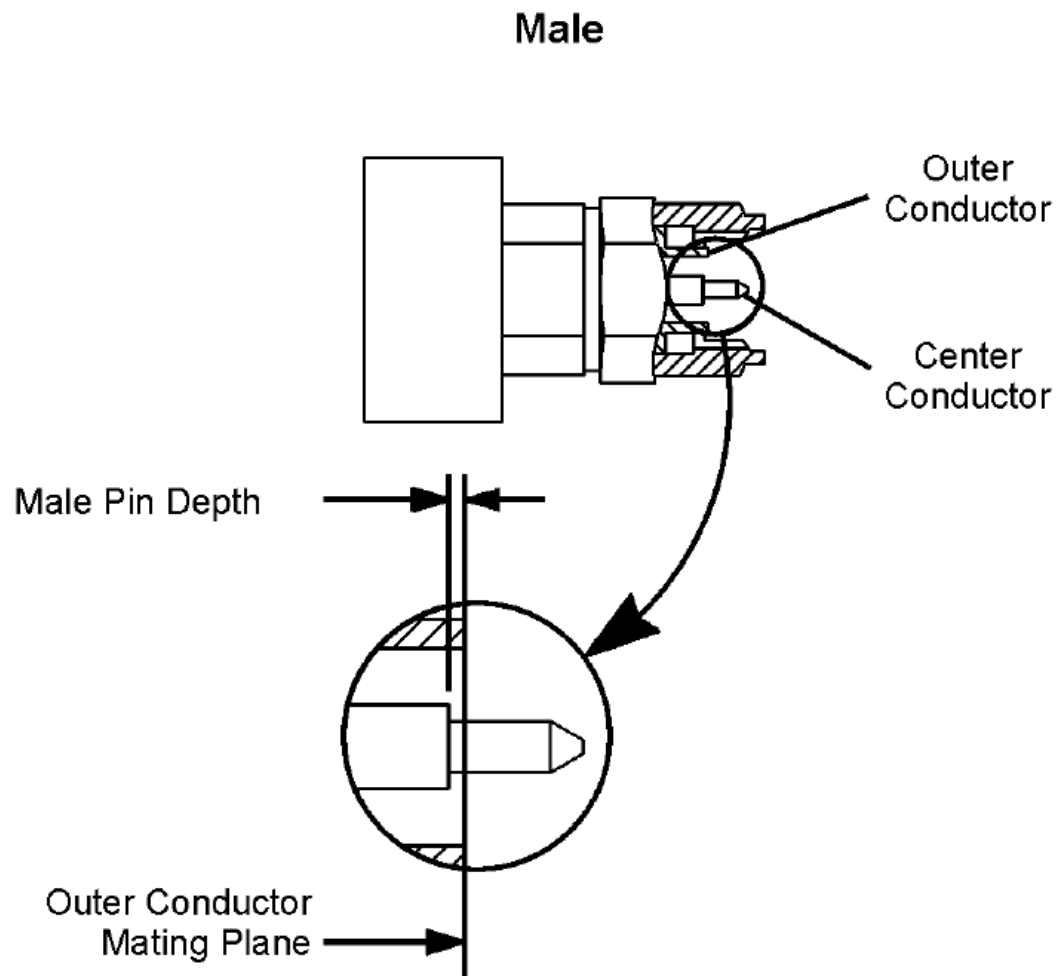 Male
Outer
Conductor
Center
Conductor
Male Pin Depth
Outer Conductor
Mating Plane